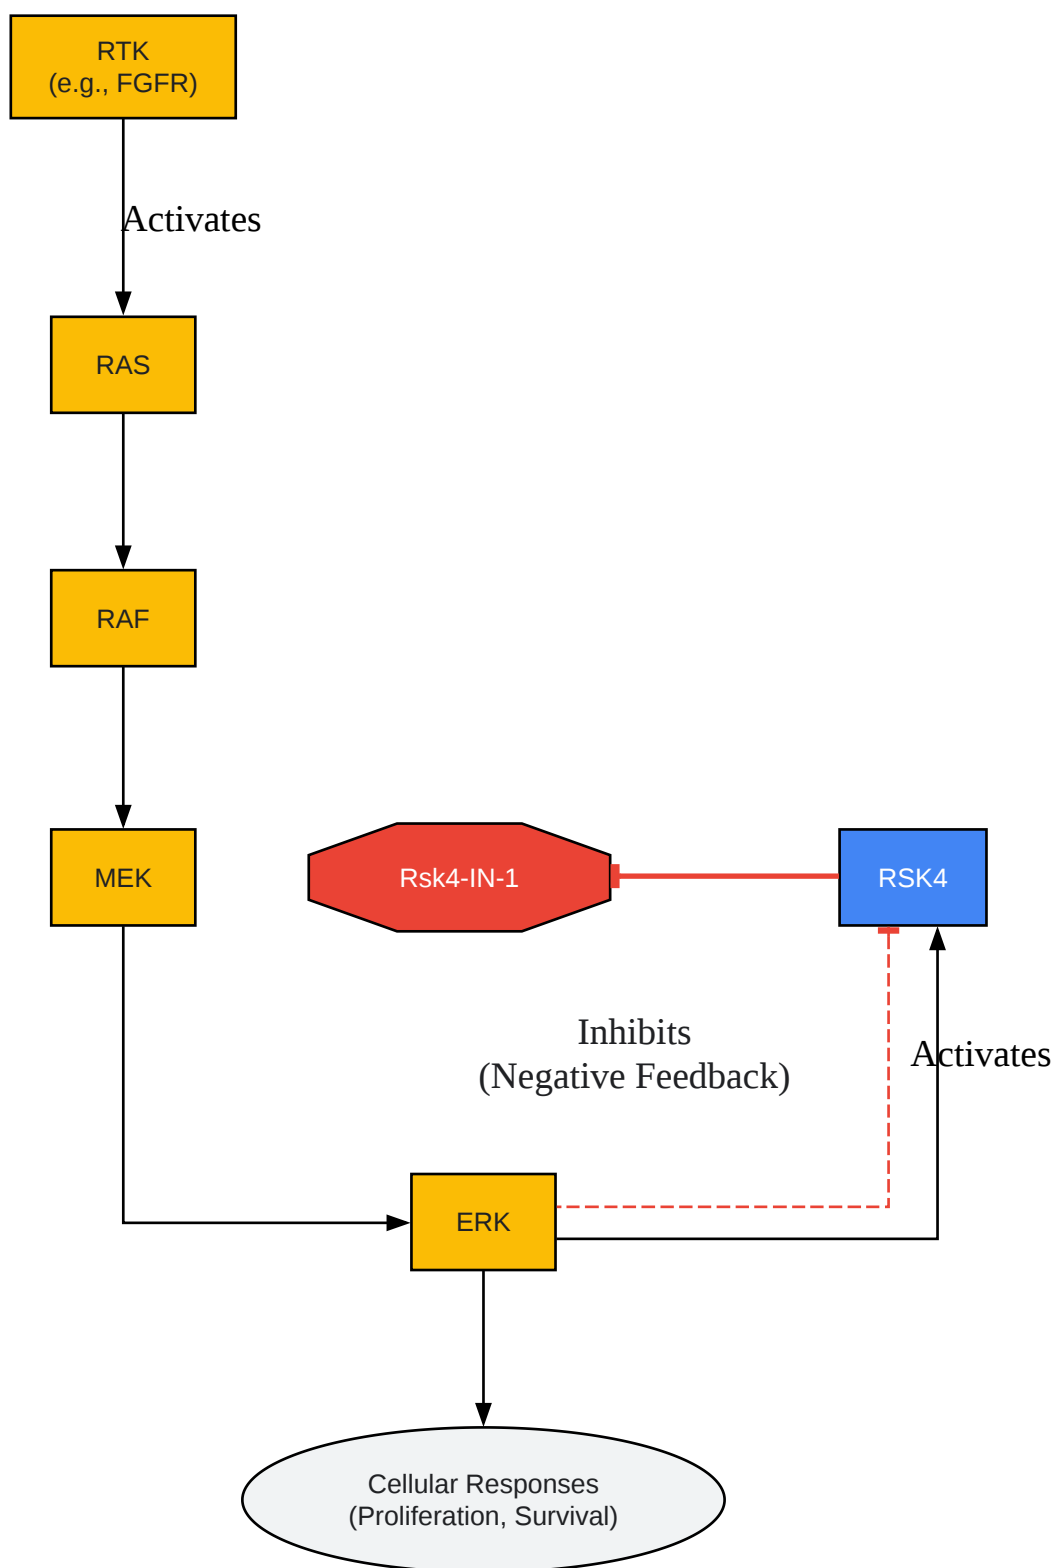 RTK
(e.g., FGFR)
Activates
RAS
RAF
MEK
Rsk4-IN-1
RSK4
Inhibits
(Negative Feedback)
Activates
ERK
Cellular Responses
(Proliferation, Survival)